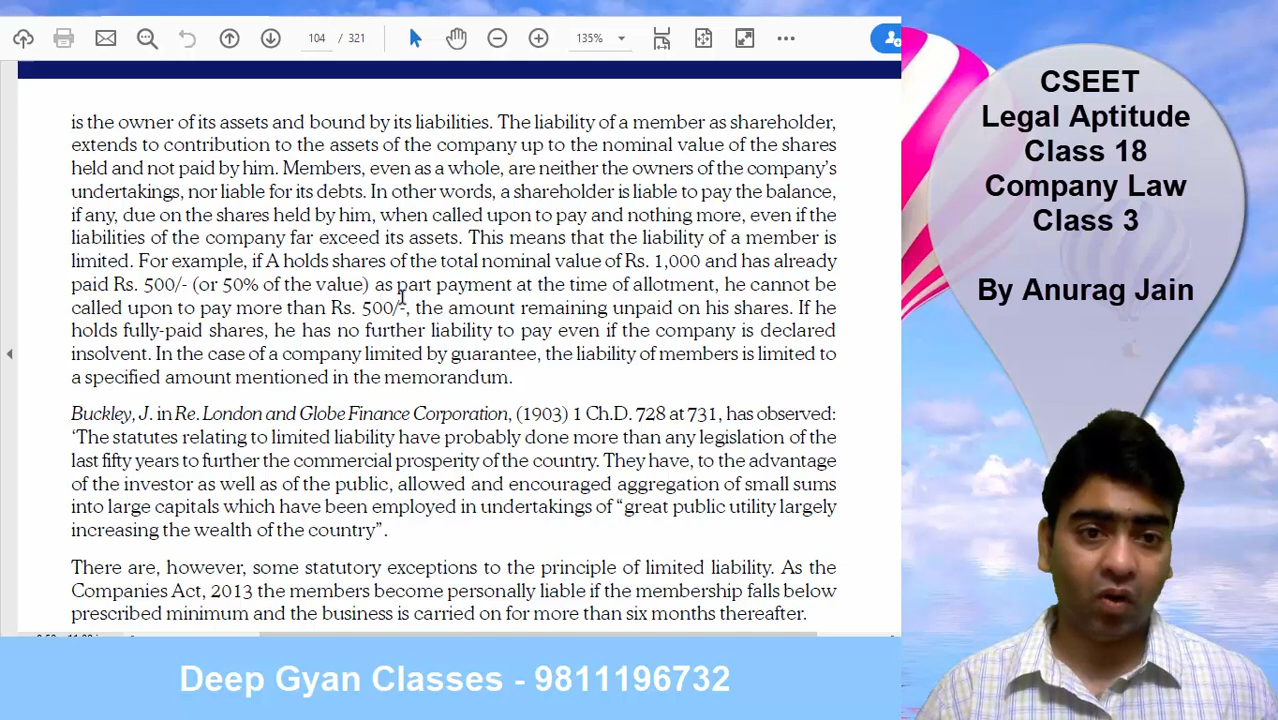 104 / 321
135%
is the owner of its assets and bound by its liabilities. The liability of a member as shareholder,
extends to contribution to the assets of the company up to the nominal value of the shares
held and not paid by him. Members, even as a whole, are neither the owners of the company's
undertakings, nor liable for its debts. In other words, a shareholder is liable to pay the balance,
if any, due on the shares held by him, when called upon to pay and nothing more, even if the
liabilities of the company far exceed its assets. This means that the liability of a member is
limited. For example, if A holds shares of the total nominal value of Rs. 1,000 and has already
paid Rs. 500/- (or 50% of the value) as part payment at the time of allotment, he cannot be
called upon to pay more than Rs. 500/-, the amount remaining unpaid on his shares. If he
holds fully-paid shares, he has no further liability to pay even if the company is declared
insolvent. In the case of a company limited by guarantee, the liability of members is limited to
a specified amount mentioned in the memorandum.
Buckley, J. in Re. London and Globe Finance Corporation, (1903) 1 Ch.D. 728 at 731, has observed:
'The statutes relating to limited liability have probably done more than any legislation of the
last fifty years to further the commercial prosperity of the country. They have, to the advantage
of the investor as well as of the public, allowed and encouraged aggregation of small sums
into large capitals which have been employed in undertakings of “great public utility largely
increasing the wealth of the country”.
There are, however, some statutory exceptions to the principle of limited liability. As the
Companies Act, 2013 the members become personally liable if the membership falls below
prescribed minimum and the business is carried on for more than six months thereafter.
CSEET
Legal Aptitude
Class 18
Company Law
Class 3
By Anurag Jain
Deep Gyan Classes - 9811196732